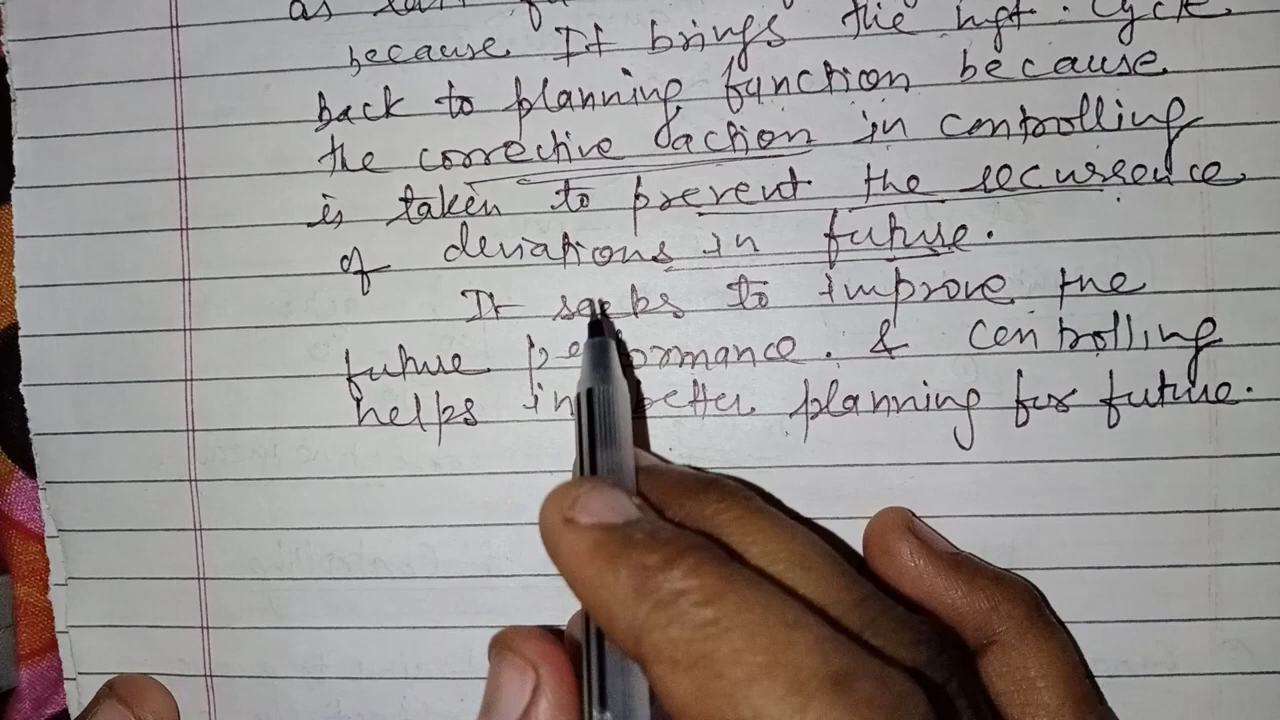 as
because It brings the mgt. cycle
back to planning function because
the corrective action in controlling
is taken to prevent the recurrence
of deviations in future.
It seeks to improve the
future performance. & controlling
helps in better planning for future.